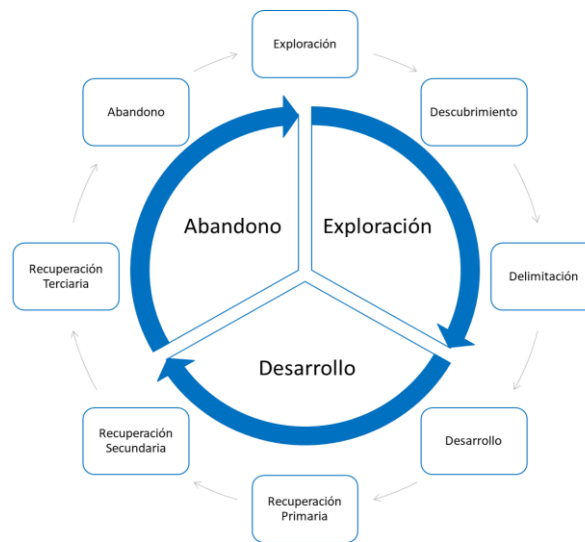 Exploración
Abandono
Descubrimiento
Abandono
Exploración
Recuperación
Terciaria
Delimitación
Desarrollo
Recuperación
Secundaria
Desarrollo
Recuperación
Primaria